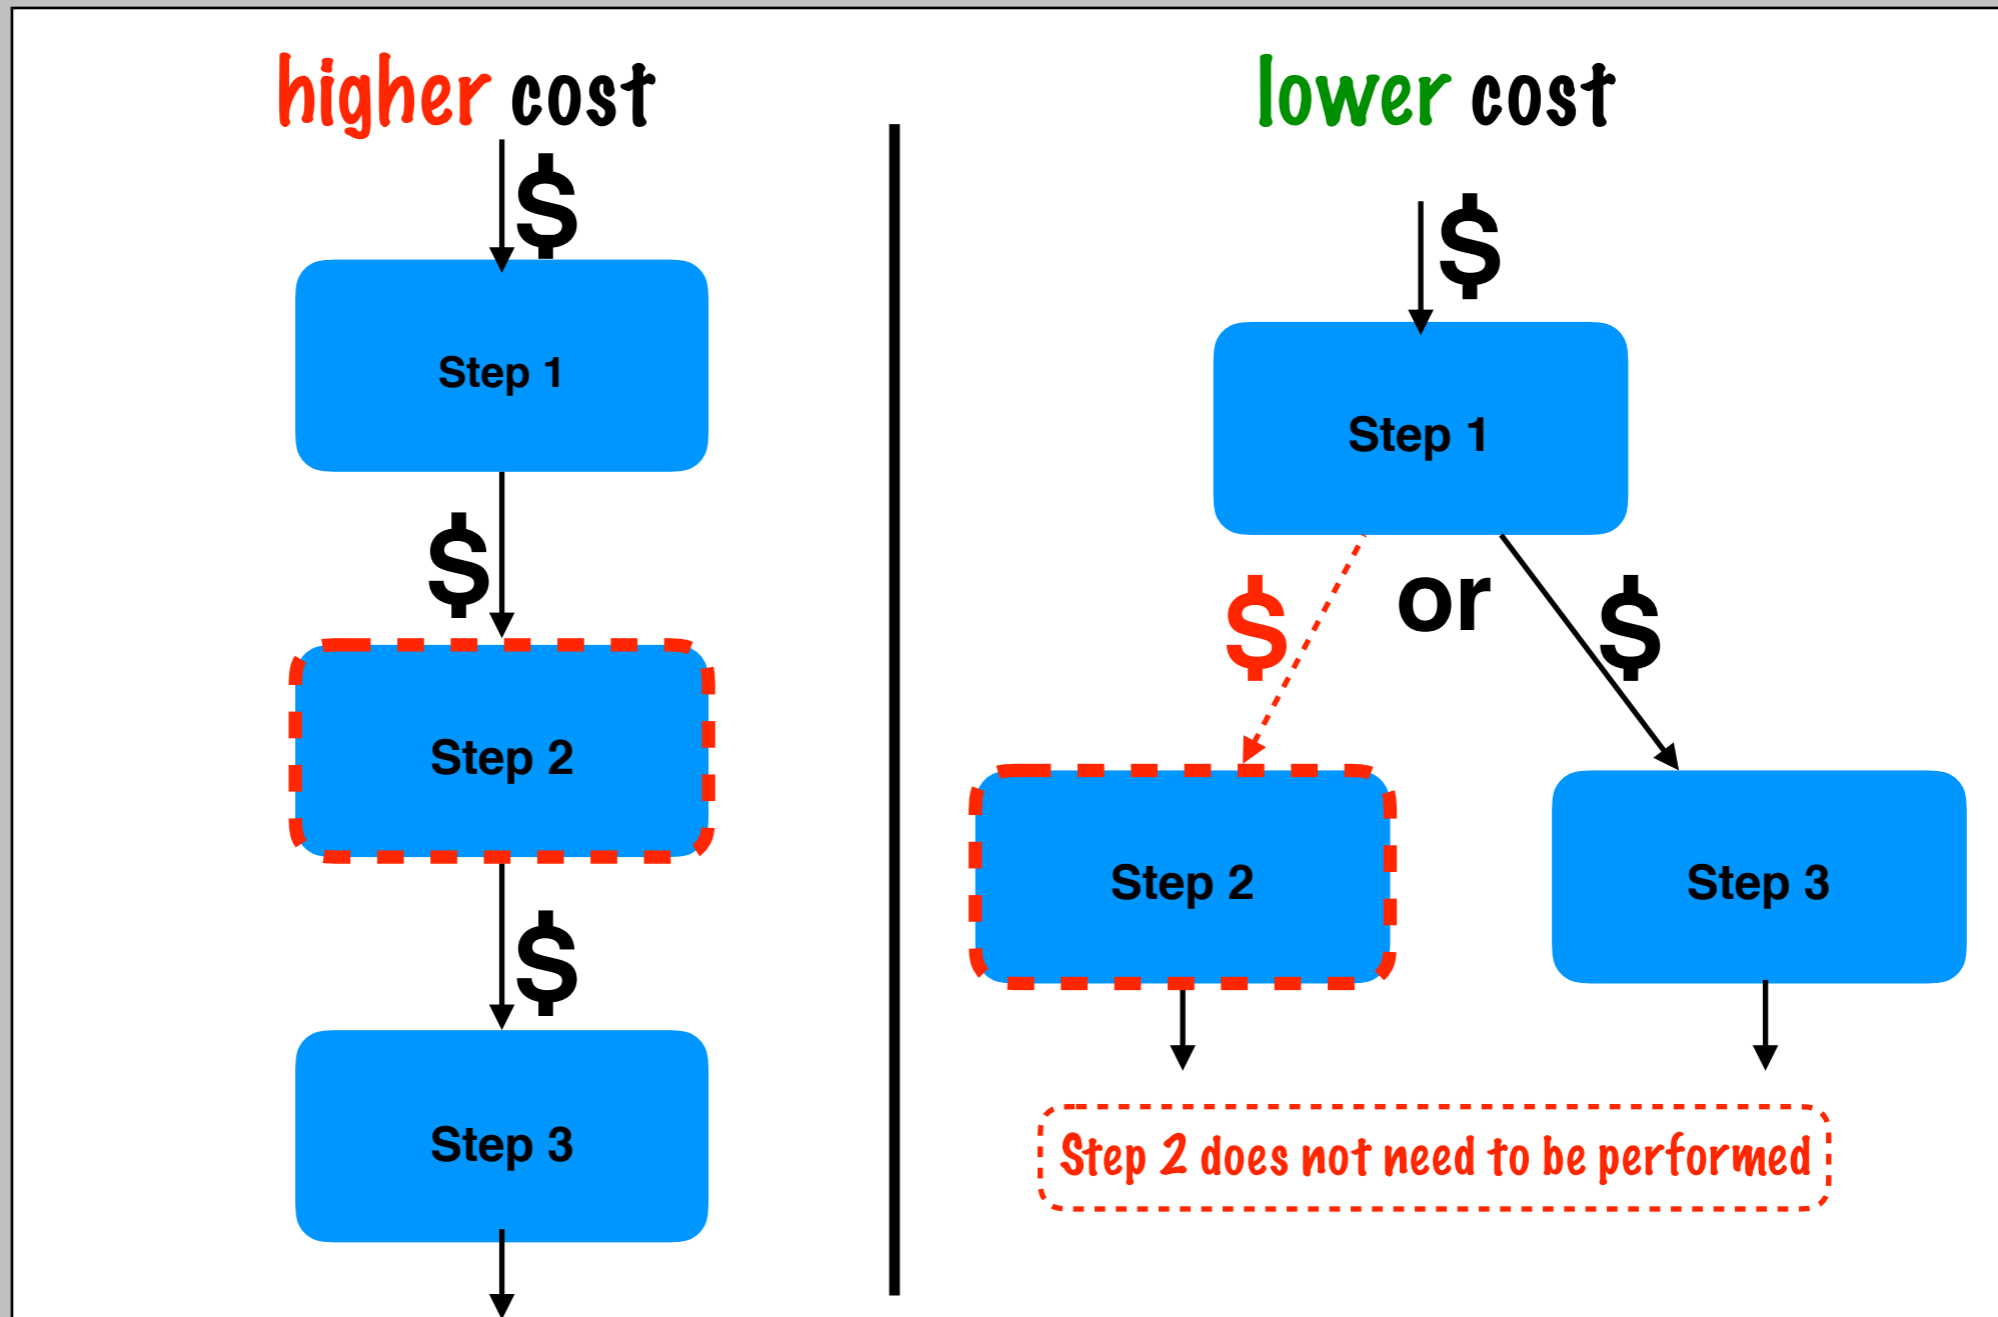 higher cost
$
Step 1
$
Step 2
$
Step 3
lower cost
$
Step 1
$ or $
Step 2
Step 3
Step 2 does not need to be performed